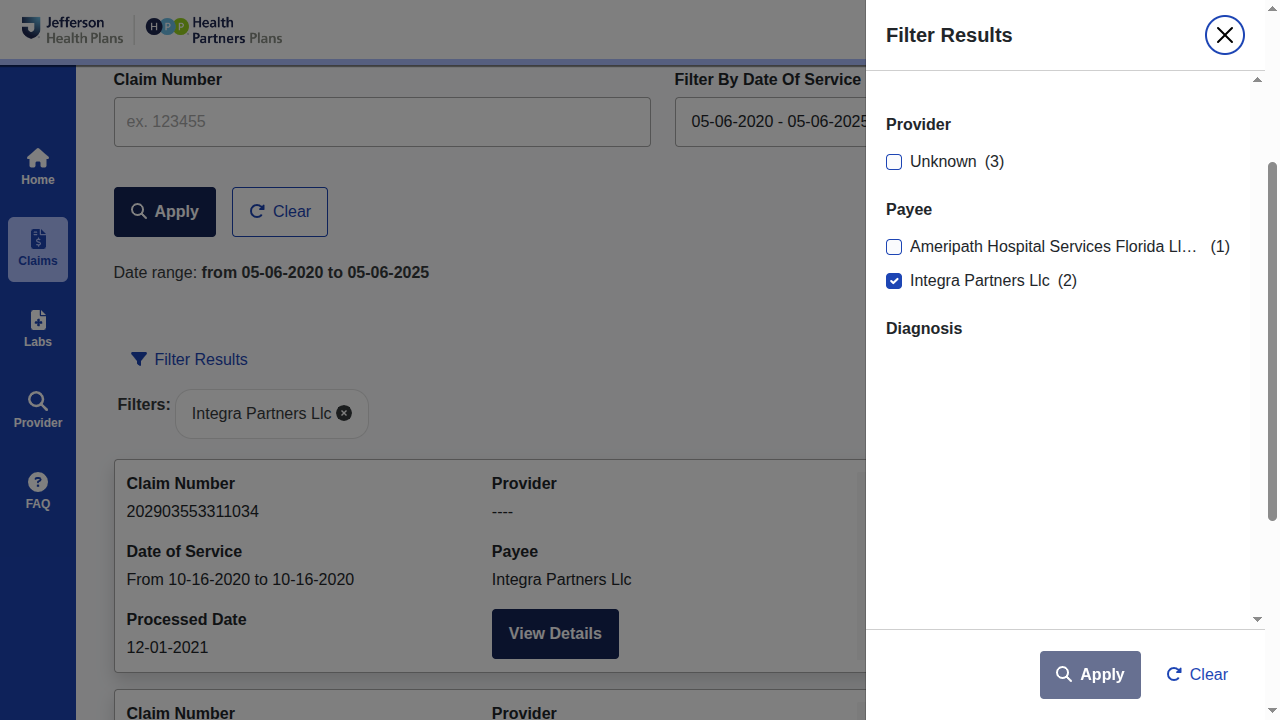 Jefferson
Health Plans
H P P
Health
Partners Plans
Home
Claims
Labs
Provider
FAQ
Claim Number
ex. 123455
Filter By Date Of Service
05-06-2020 - 05-06-2025
Apply
Clear
Date range: from 05-06-2020 to 05-06-2025
Filter Results
Filters:
Integra Partners Llc
Claim Number
202903553311034
Provider
----
Date of Service
From 10-16-2020 to 10-16-2020
Payee
Integra Partners Llc
Processed Date
12-01-2021
View Details
Claim Number
Provider
Filter Results
Provider
Unknown (3)
Payee
Ameripath Hospital Services Florida Ll... (1)
Integra Partners Llc (2)
Diagnosis
Apply
Clear